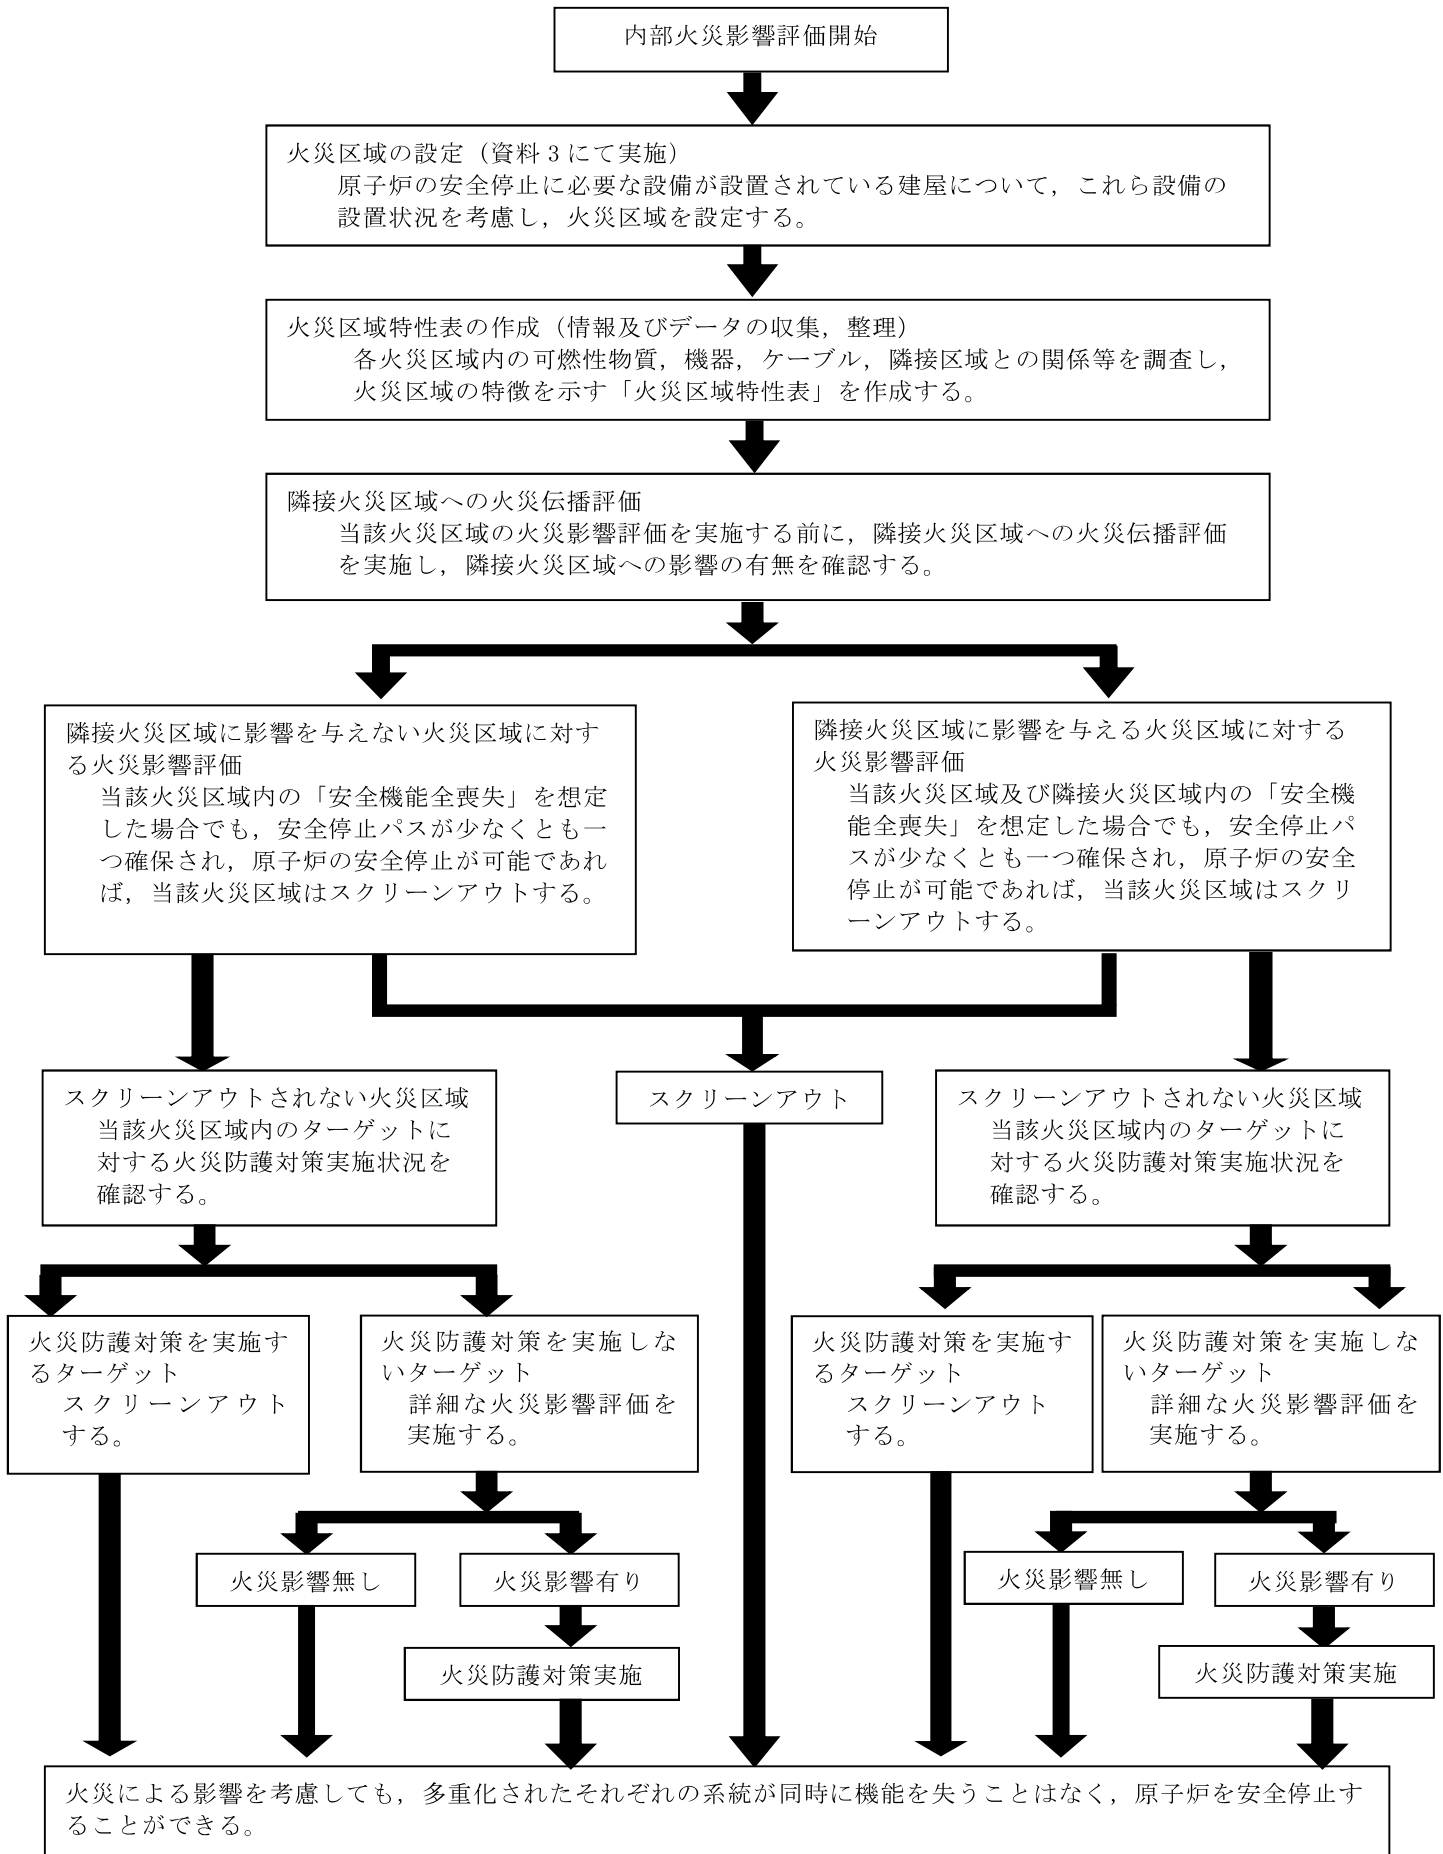 内部火災影響評価開始
火災区域の設定（資料3にて実施）
原子炉の安全停止に必要な設備が設置されている建屋について，これら設備の
設置状況を考慮し，火災区域を設定する。
火災区域特性表の作成（情報及びデータの収集，整理）
各火災区域内の可燃性物質，機器，ケーブル，隣接区域との関係等を調査し，
火災区域の特徴を示す「火災区域特性表」を作成する。
隣接火災区域への火災伝播評価
当該火災区域の火災影響評価を実施する前に，隣接火災区域への火災伝播評価
を実施し，隣接火災区域への影響の有無を確認する。
隣接火災区域に影響を与えない火災区域に対す
る火災影響評価
当該火災区域内の「安全機能全喪失」を想定
した場合でも，安全停止パスが少なくとも一
つ確保され，原子炉の安全停止が可能であれ
ば，当該火災区域はスクリーンアウトする。
隣接火災区域に影響を与える火災区域に対する
火災影響評価
当該火災区域及び隣接火災区域内の「安全機
能全喪失」を想定した場合でも，安全停止パ
スが少なくとも一つ確保され，原子炉の安全
停止が可能であれば，当該火災区域はスクリ
ーンアウトする。
スクリーンアウトされない火災区域
当該火災区域内のターゲットに
対する火災防護対策実施状況を
確認する。
スクリーンアウト
スクリーンアウトされない火災区域
当該火災区域内のターゲットに
対する火災防護対策実施状況を
確認する。
火災防護対策を実施す
るターゲット
スクリーンアウト
する。
火災防護対策を実施しな
いターゲット
詳細な火災影響評価を
実施する。
火災防護対策を実施す
るターゲット
スクリーンアウト
する。
火災防護対策を実施しな
いターゲット
詳細な火災影響評価を
実施する。
火災影響無し
火災影響有り
火災防護対策実施
火災影響無し
火災影響有り
火災防護対策実施
火災による影響を考慮しても，多重化されたそれぞれの系統が同時に機能を失うことはなく，原子炉を安全停止す
ることができる。